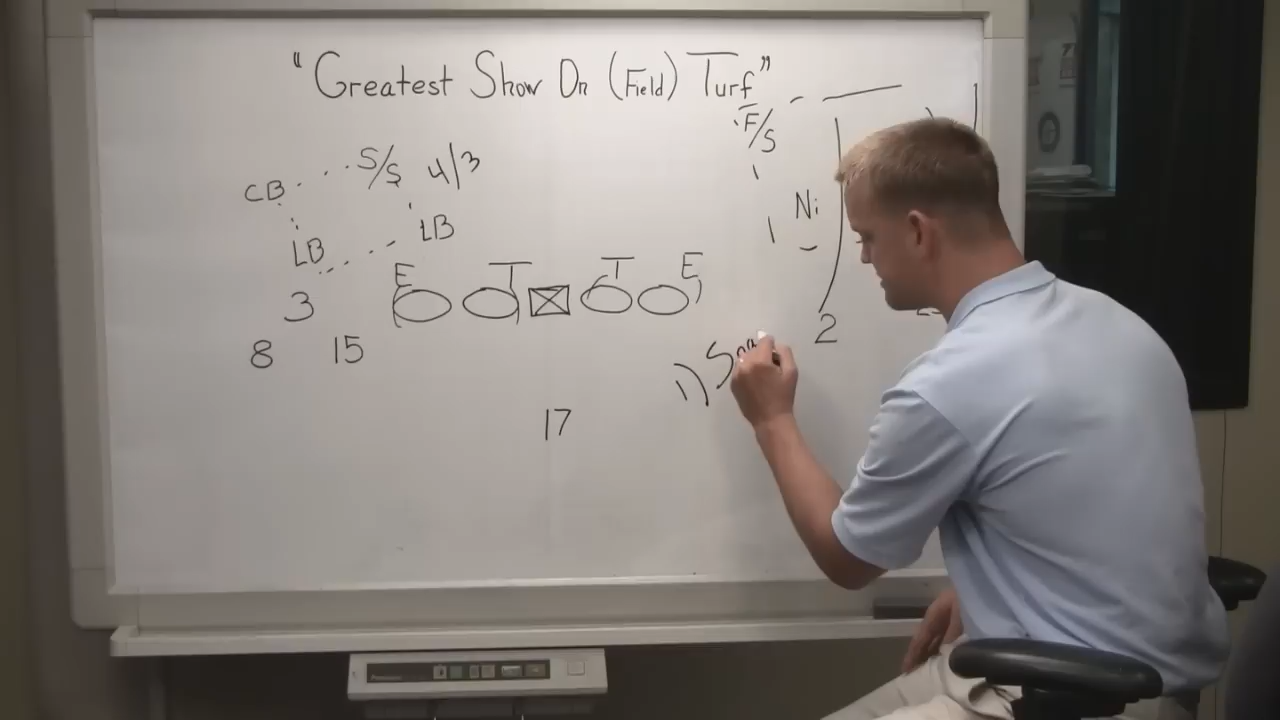 "Greatest Show On (Field) Turf"
F/S
S/S 4/3
CB
Ni
LB
LB
E T T E
3
2
8 15
1)
17